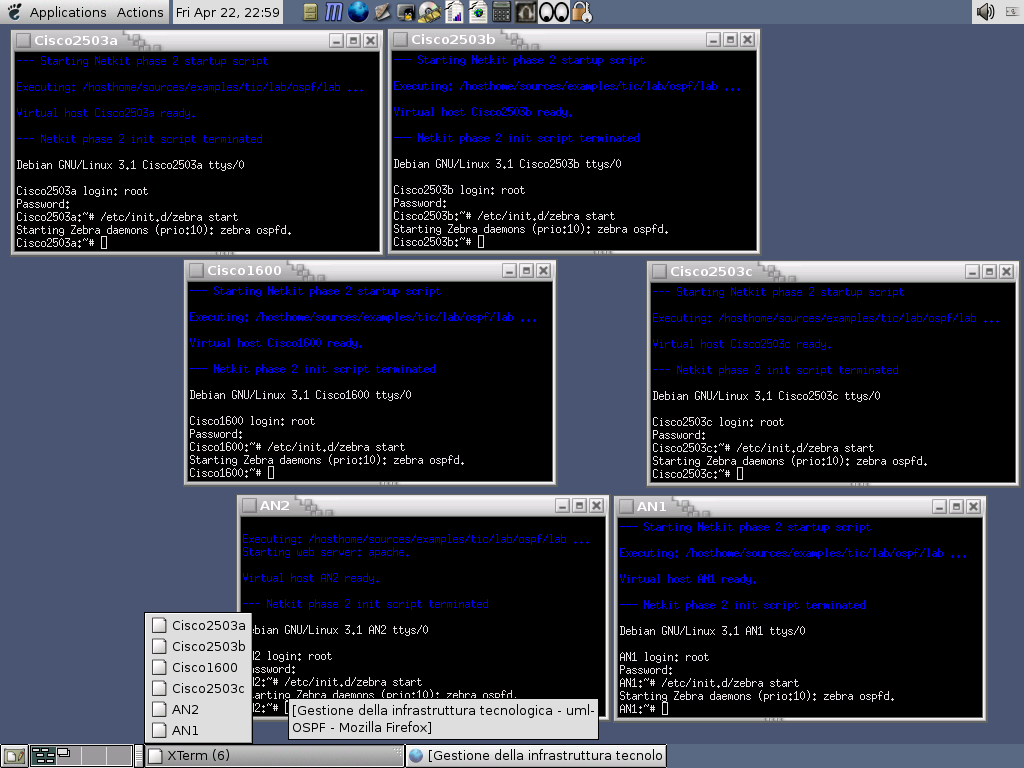 Applications Actions Fri Apr 22, 22:59
Cisco2503a
--- Starting Netkit phase 2 startup script
Executing: /hosthome/sources/examples/tic/lab/ospf/lab ...
Virtual host Cisco2503a ready.
--- Netkit phase 2 init script terminated
Debian GNU/Linux 3.1 Cisco2503a ttys/0
Cisco2503a login: root
Password:
Cisco2503a:~# /etc/init.d/zebra start
Starting Zebra daemons (prio:10): zebra ospfd.
Cisco2503a:~#
Cisco2503b
--- Starting Netkit phase 2 startup script
Executing: /hosthome/sources/examples/tic/lab/ospf/lab ...
Virtual host Cisco2503b ready.
--- Netkit phase 2 init script terminated
Debian GNU/Linux 3.1 Cisco2503b ttys/0
Cisco2503b login: root
Password:
Cisco2503b:~# /etc/init.d/zebra start
Starting Zebra daemons (prio:10): zebra ospfd.
Cisco2503b:~#
Cisco1600
--- Starting Netkit phase 2 startup script
Executing: /hosthome/sources/examples/tic/lab/ospf/lab ...
Virtual host Cisco1600 ready.
--- Netkit phase 2 init script terminated
Debian GNU/Linux 3.1 Cisco1600 ttys/0
Cisco1600 login: root
Password:
Cisco1600:~# /etc/init.d/zebra start
Starting Zebra daemons (prio:10): zebra ospfd.
Cisco1600:~#
Cisco2503c
--- Starting Netkit phase 2 startup script
Executing: /hosthome/sources/examples/tic/lab/ospf/lab ...
Virtual host Cisco2503c ready.
--- Netkit phase 2 init script terminated
Debian GNU/Linux 3.1 Cisco2503c ttys/0
Cisco2503c login: root
Password:
Cisco2503c:~# /etc/init.d/zebra start
Starting Zebra daemons (prio:10): zebra ospfd.
Cisco2503c:~#
AN2
Executing: /hosthome/sources/examples/tic/lab/ospf/lab ...
Starting web server: apache.
Virtual host AN2 ready.
--- Netkit phase 2 init script terminated
bian GNU/Linux 3.1 AN2 ttys/0
N2 login: root
ssword:
N2:~# /etc/init.d/zebra start
arting Zebra daemons (prio:10): zebra ospfd.
N2:~#
AN1
--- Starting Netkit phase 2 startup script
Executing: /hosthome/sources/examples/tic/lab/ospf/lab ...
Virtual host AN1 ready.
--- Netkit phase 2 init script terminated
Debian GNU/Linux 3.1 AN1 ttys/0
AN1 login: root
Password:
AN1:~# /etc/init.d/zebra start
Starting Zebra daemons (prio:10): zebra ospfd.
AN1:~#
Cisco2503a
Cisco2503b
Cisco1600
Cisco2503c
AN2
AN1
[Gestione della infrastruttura tecnologica - uml-
OSPF - Mozilla Firefox]
XTerm (6)
[Gestione della infrastruttura tecnolo